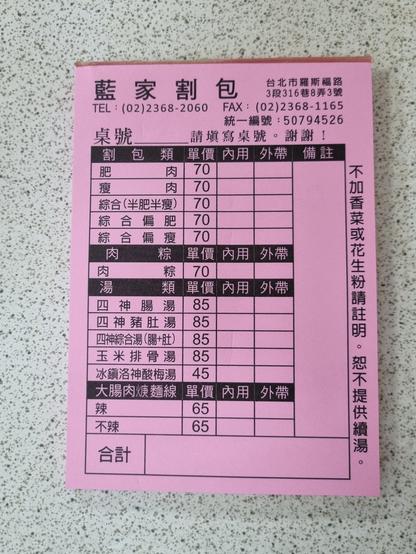 藍家割包
台北市羅斯福路
3段316巷8弄3號
TEL:(02)2368-2060 FAX:(02)2368-1165
統一編號:50794526
桌號 請填寫桌號。謝謝!
割包類 單價 內用 外帶 備註
肥肉 70
瘦肉 70
綜合(半肥半瘦) 70
綜合偏肥 70
綜合偏瘦 70
肉粽 單價 內用 外帶
肉粽 70
湯類 單價 內用 外帶
四神腸湯 85
四神豬肚湯 85
四神綜合湯(腸+肚) 85
玉米排骨湯 85
冰鎮洛神酸梅湯 45
大腸肉焿麵線 單價 內用 外帶
辣 65
不辣 65
合計
不加香菜或花生粉請註明。恕不提供續湯。